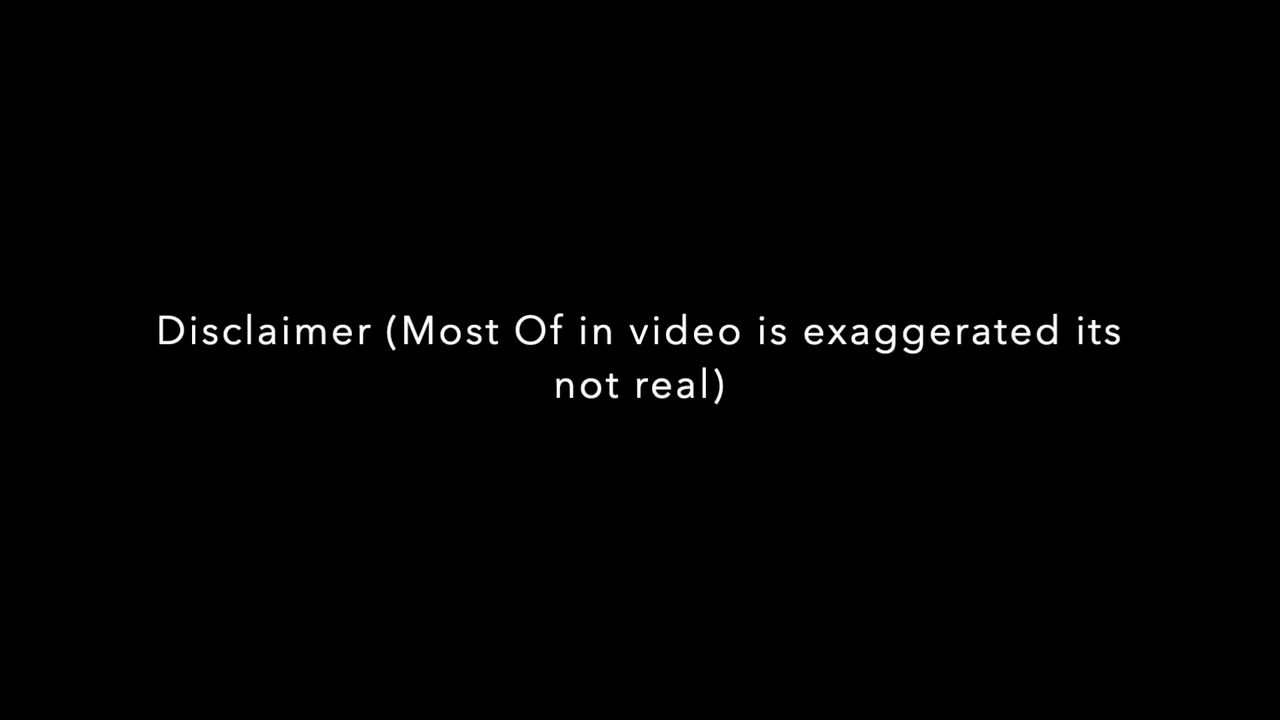 Disclaimer (Most Of in video is exaggerated its
not real)